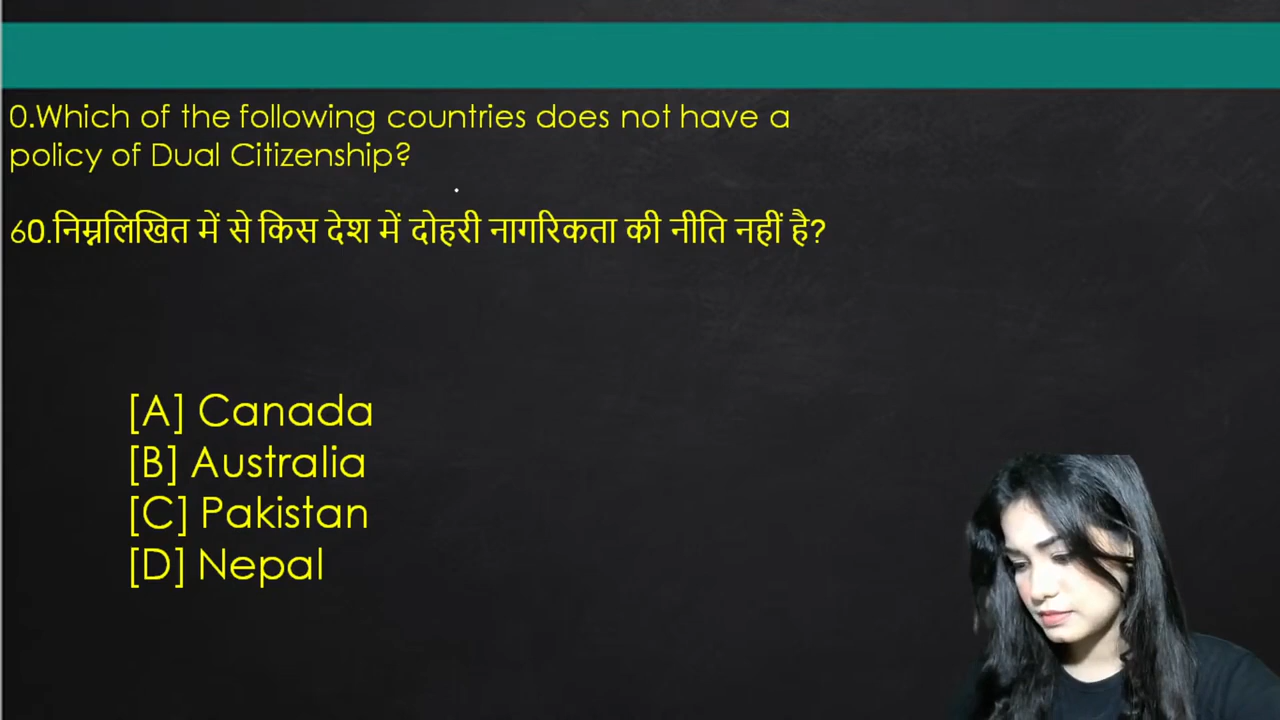 0.Which of the following countries does not have a
policy of Dual Citizenship?
60.निम्नलिखित में से किस देश में दोहरी नागरिकता की नीति नहीं है?
[A] Canada
[B] Australia
[C] Pakistan
[D] Nepal